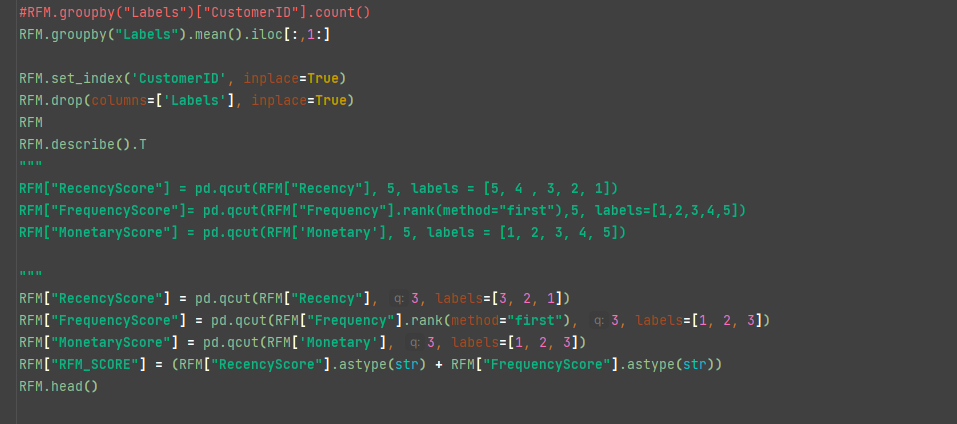 #RFM.groupby("Labels")["CustomerID"].count()
RFM.groupby("Labels").mean().iloc[:,1:]
RFM.set_index('CustomerID', inplace=True)
RFM.drop(columns=['Labels'], inplace=True)
RFM
RFM.describe().T
"""
RFM["RecencyScore"] = pd.qcut(RFM["Recency"], 5, labels = [5, 4 , 3, 2, 1])
RFM["FrequencyScore"]= pd.qcut(RFM["Frequency"].rank(method="first"),5, labels=[1,2,3,4,5])
RFM["MonetaryScore"] = pd.qcut(RFM['Monetary'], 5, labels = [1, 2, 3, 4, 5])
"""
RFM["RecencyScore"] = pd.qcut(RFM["Recency"], q: 3, labels=[3, 2, 1])
RFM["FrequencyScore"] = pd.qcut(RFM["Frequency"].rank(method="first"), q: 3, labels=[1, 2, 3])
RFM["MonetaryScore"] = pd.qcut(RFM['Monetary'], q: 3, labels=[1, 2, 3])
RFM["RFM_SCORE"] = (RFM["RecencyScore"].astype(str) + RFM["FrequencyScore"].astype(str))
RFM.head()